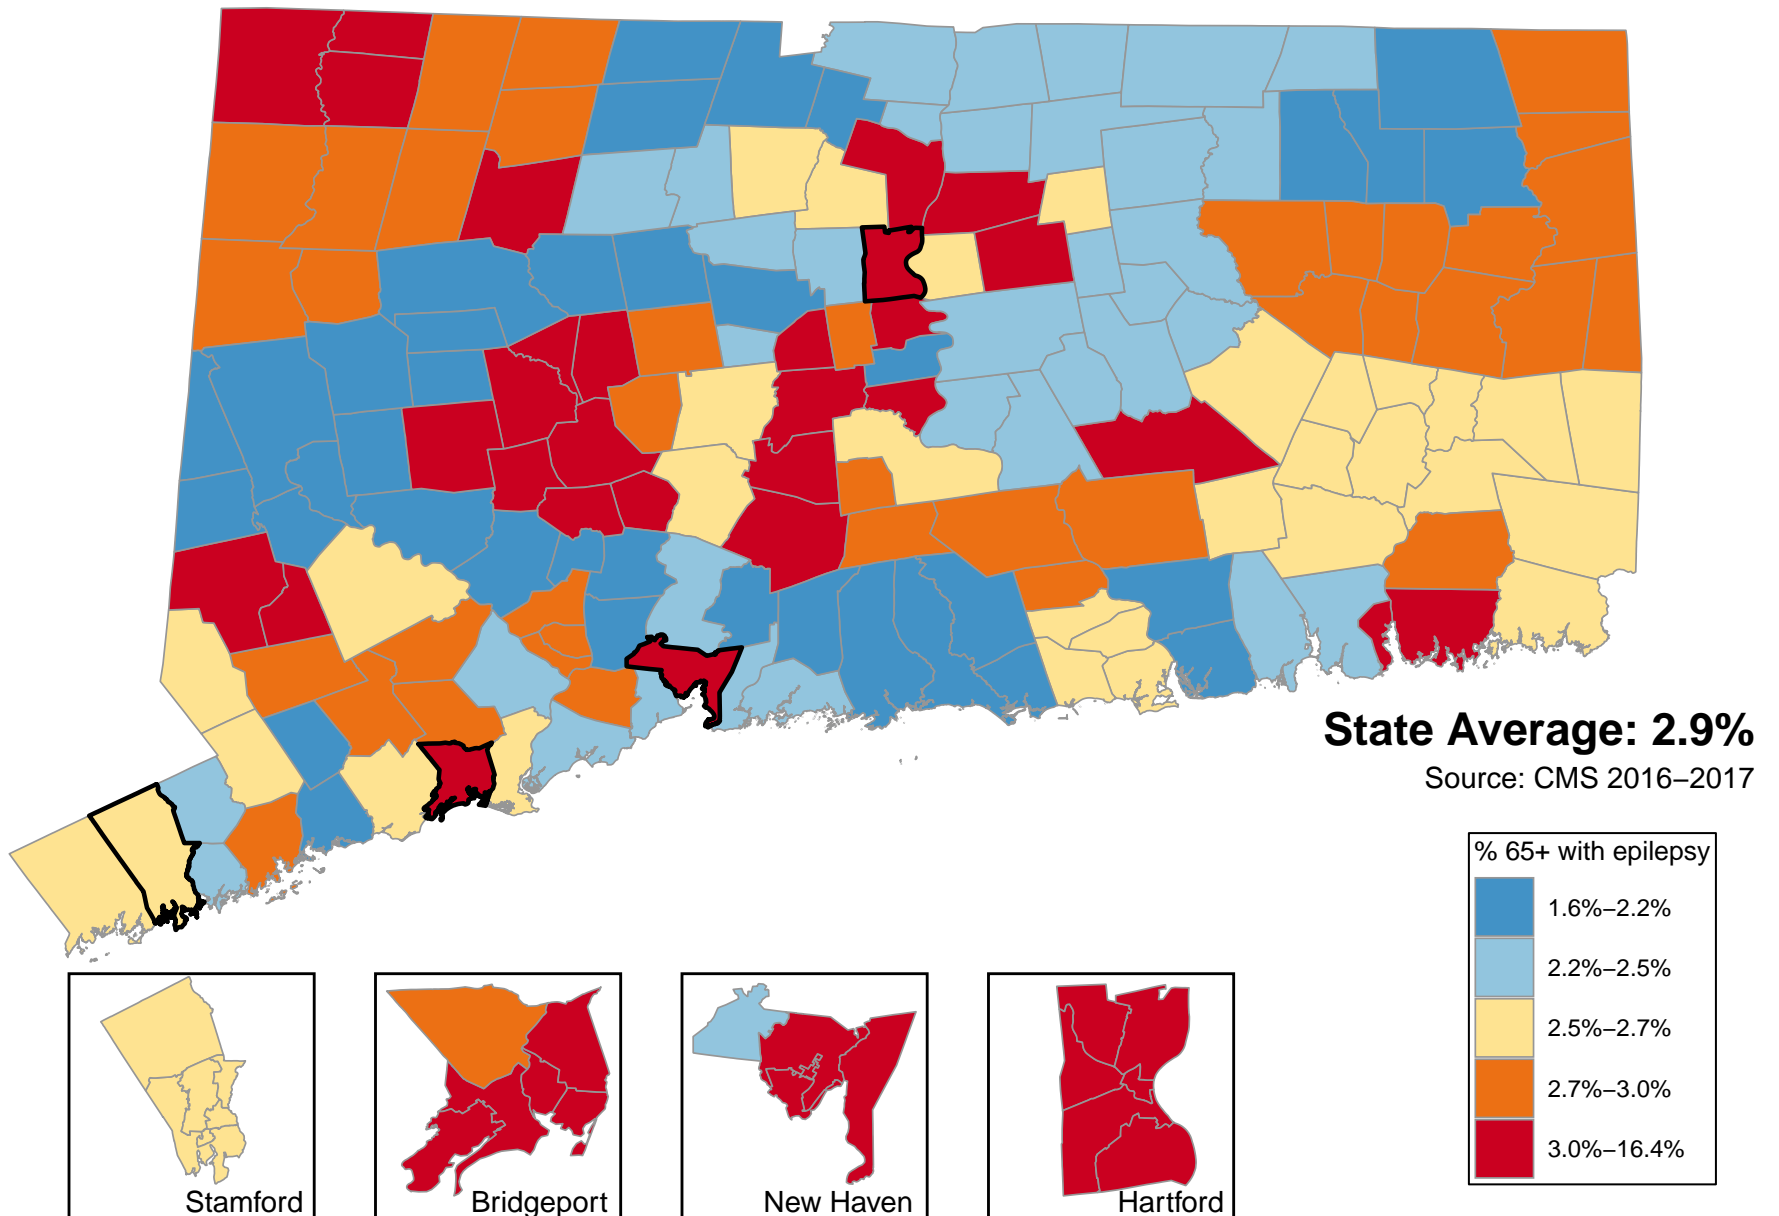 State Average: 2.9%
Source: CMS 2016–2017
% 65+ with epilepsy
1.6%–2.2%
2.2%–2.5%
2.5%–2.7%
2.7%–3.0%
3.0%–16.4%
Stamford
Bridgeport
New Haven
Hartford